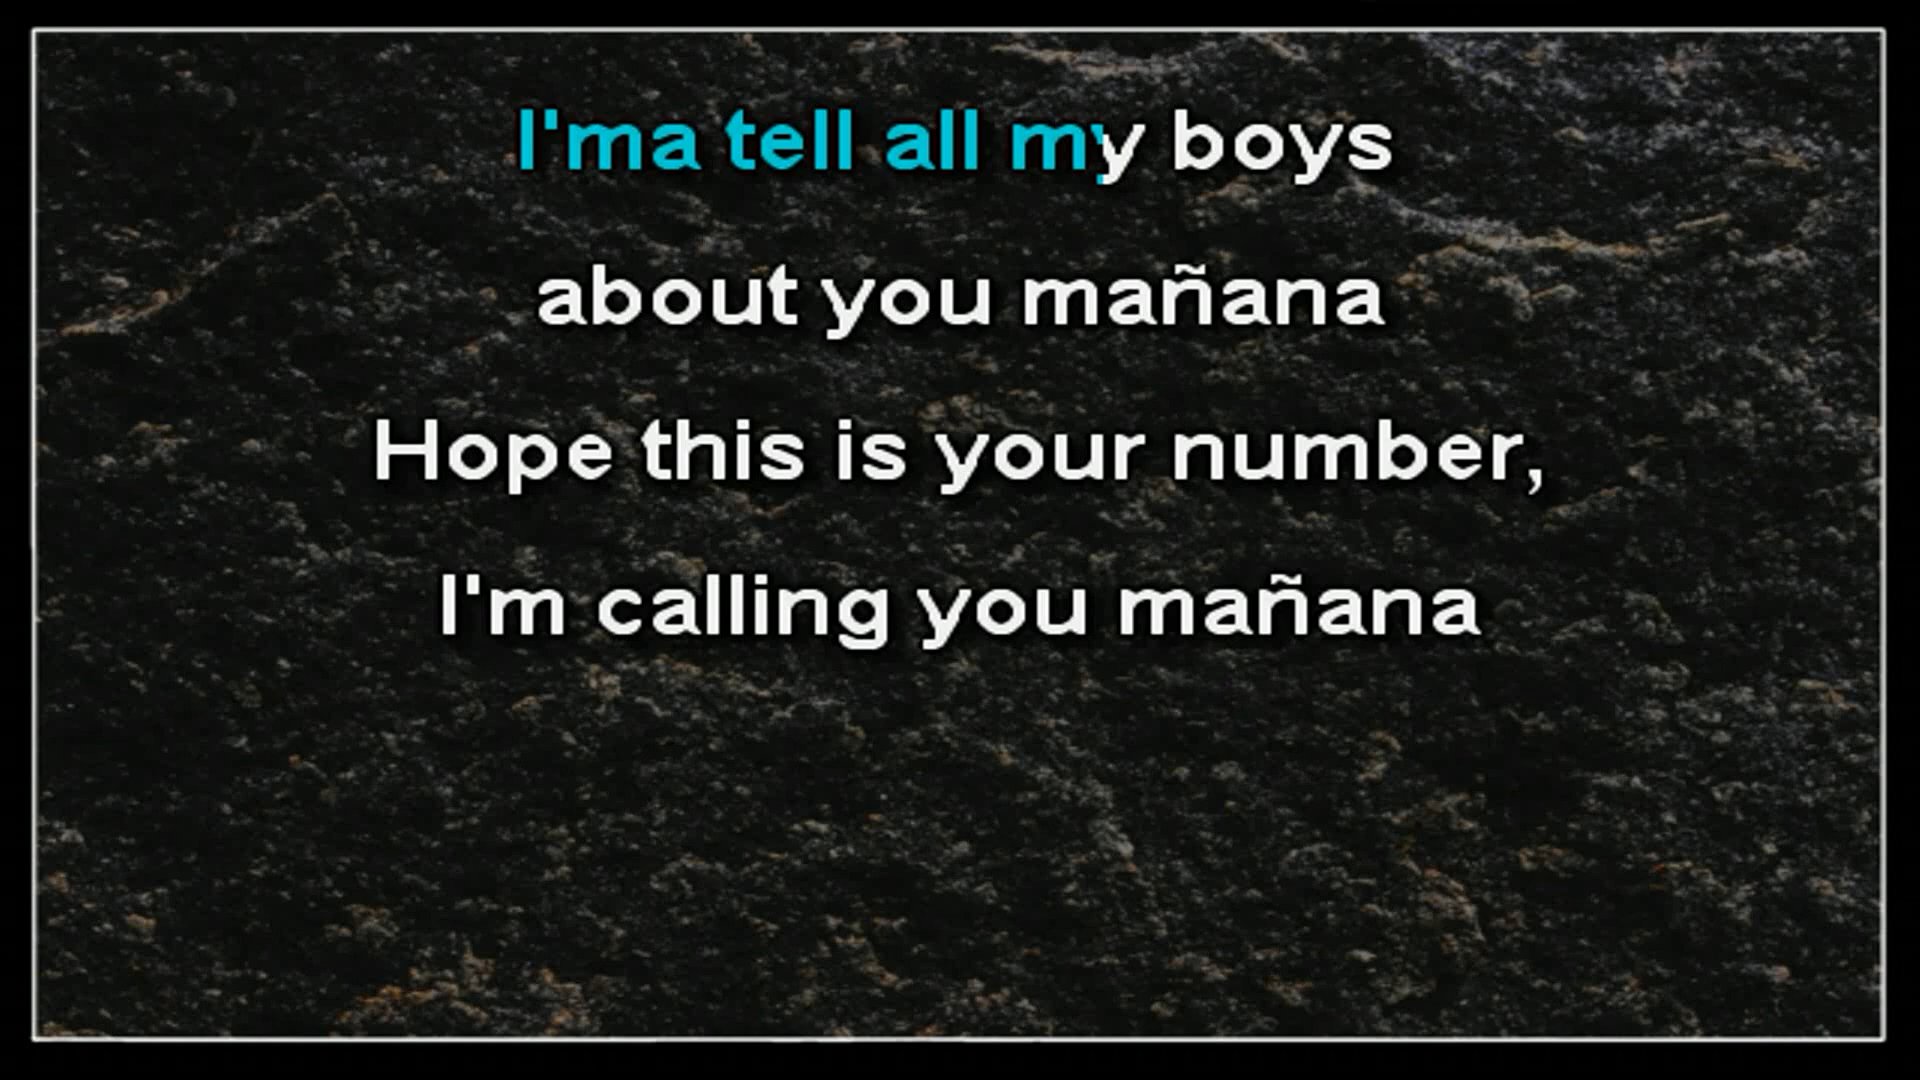 I'ma tell all my boys
about you mañana
Hope this is your number,
I'm calling you mañana